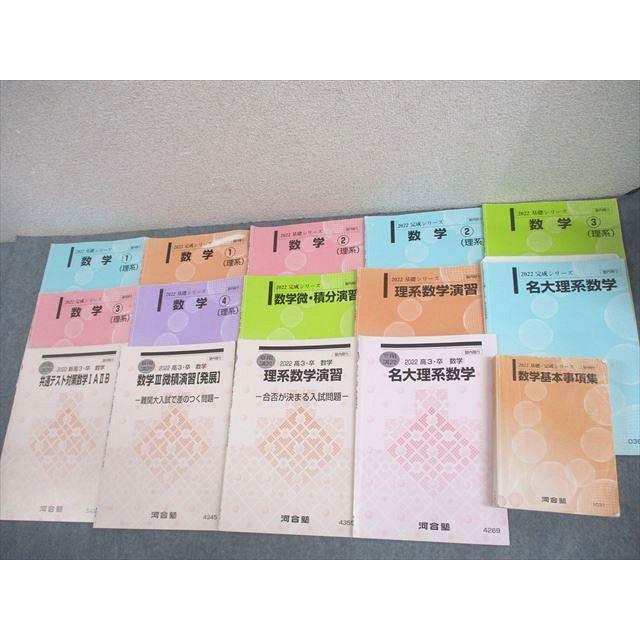 2022 完成シリーズ
数学 ①
(理系)
2022 完成シリーズ
数学 ①
(理系)
2022 基礎シリーズ
数学 ②
(理系)
2022 完成シリーズ
数学 ②
(理系)
2022 基礎シリーズ
数学 ③
(理系)
数学 ③
(理系)
2022 基礎シリーズ
数学 ④
(理系)
2022 完成シリーズ
数学微・積分演習
2022 基礎シリーズ
理系数学演習
2022 完成シリーズ
名大理系数学
036
2022 新高3・卒 数学
共通テスト対策数学ⅠAⅡB
河合塾
2022 高3・卒 数学
数学Ⅲ微積演習[発展]
―難関大入試で差のつく問題―
河合塾
4345
2022 高3・卒 数学
理系数学演習
―合否が決まる入試問題―
河合塾
4350
2022 高3・卒 数学
名大理系数学
河合塾
4269
2022 基礎・完成シリーズ
数学基本事項集
河合塾
1031